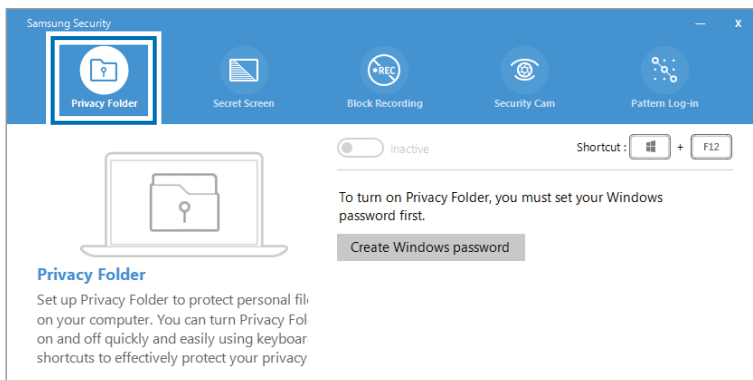 Samsung Security
X
REC
Privacy Folder
Secret Screen
Block Recording
Security Cam
Pattern Log-in
Inactive
Shortcut : + F12
To turn on Privacy Folder, you must set your Windows
password first.
Create Windows password
Privacy Folder
Set up Privacy Folder to protect personal
on your computer. You can turn Privacy
on and off quickly and easily using
shortcuts to effectively protect your privacy